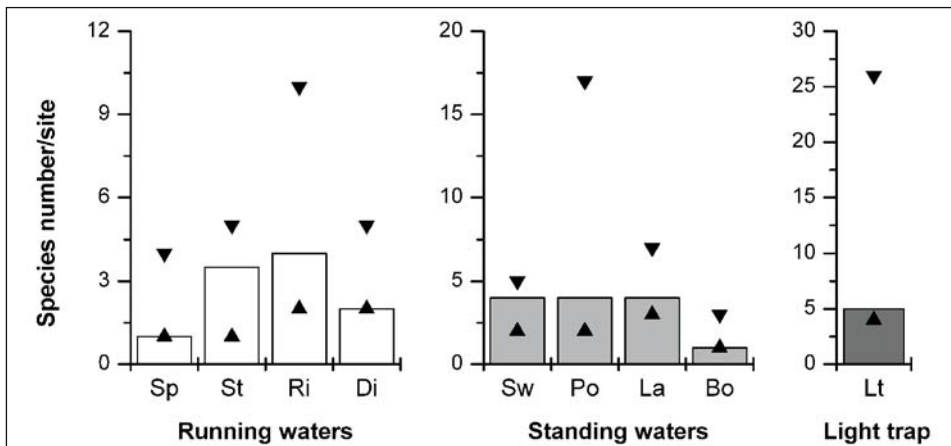 Species number/site
12
9
6
3
0
Sp St Ri Di
Running waters
20
15
10
5
0
Sw Po La Bo
Standing waters
30
25
20
15
10
5
0
Lt
Light trap